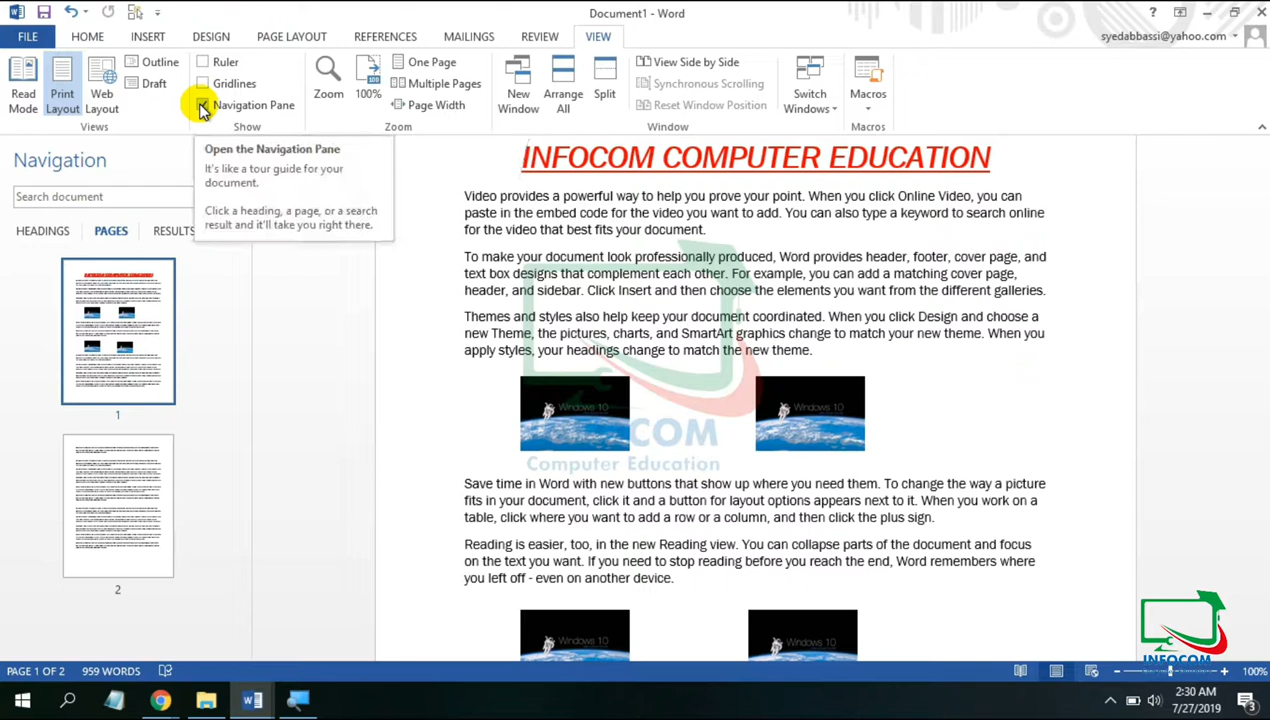 Document1 - Word
?
FILE HOME INSERT DESIGN PAGE LAYOUT REFERENCES MAILINGS REVIEW VIEW
syedabbassi@yahoo.com
Read Mode
Print Layout
Web Layout
Outline
Draft
Views
Ruler
Gridlines
Navigation Pane
Show
Zoom
100
100%
One Page
Multiple Pages
Page Width
Zoom
New Window
Arrange All
Split
View Side by Side
Synchronous Scrolling
Reset Window Position
Switch Windows
Window
Macros
Macros
Open the Navigation Pane
It's like a tour guide for your
document.
Click a heading, a page, or a search
result and it'll take you right there.
Navigation
Search document
HEADINGS PAGES RESULTS
1
2
INFOCOM COMPUTER EDUCATION
Video provides a powerful way to help you prove your point. When you click Online Video, you can
paste in the embed code for the video you want to add. You can also type a keyword to search online
for the video that best fits your document.
To make your document look professionally produced, Word provides header, footer, cover page, and
text box designs that complement each other. For example, you can add a matching cover page,
header, and sidebar. Click Insert and then choose the elements you want from the different galleries.
Themes and styles also help keep your document coordinated. When you click Design and choose a
new Theme, the pictures, charts, and SmartArt graphics change to match your new theme. When you
apply styles, your headings change to match the new theme.
Windows 10
Windows 10
INFOCOM
Computer Education
Save time in Word with new buttons that show up where you need them. To change the way a picture
fits in your document, click it and a button for layout options appears next to it. When you work on a
table, click where you want to add a row or a column, and then click the plus sign.
Reading is easier, too, in the new Reading view. You can collapse parts of the document and focus
on the text you want. If you need to stop reading before you reach the end, Word remembers where
you left off - even on another device.
Windows 10
Windows 10
INFOCOM
PAGE 1 OF 2 959 WORDS
100%
2:30 AM
7/27/2019
3